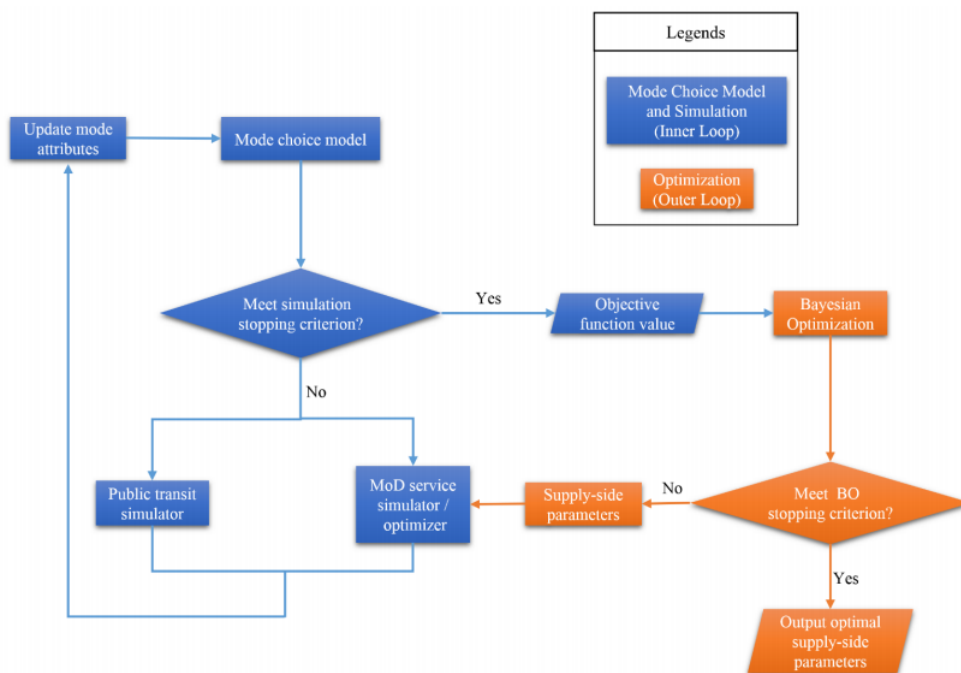 Legends
Mode Choice Model
and Simulation
(Inner Loop)
Optimization
(Outer Loop)
Update mode
attributes
Mode choice model
Meet simulation
stopping criterion?
Yes
Objective
function value
Bayesian
Optimization
No
Public transit
simulator
MoD service
simulator /
optimizer
Supply-side
parameters
No
Meet BO
stopping criterion?
Yes
Output optimal
supply-side
parameters